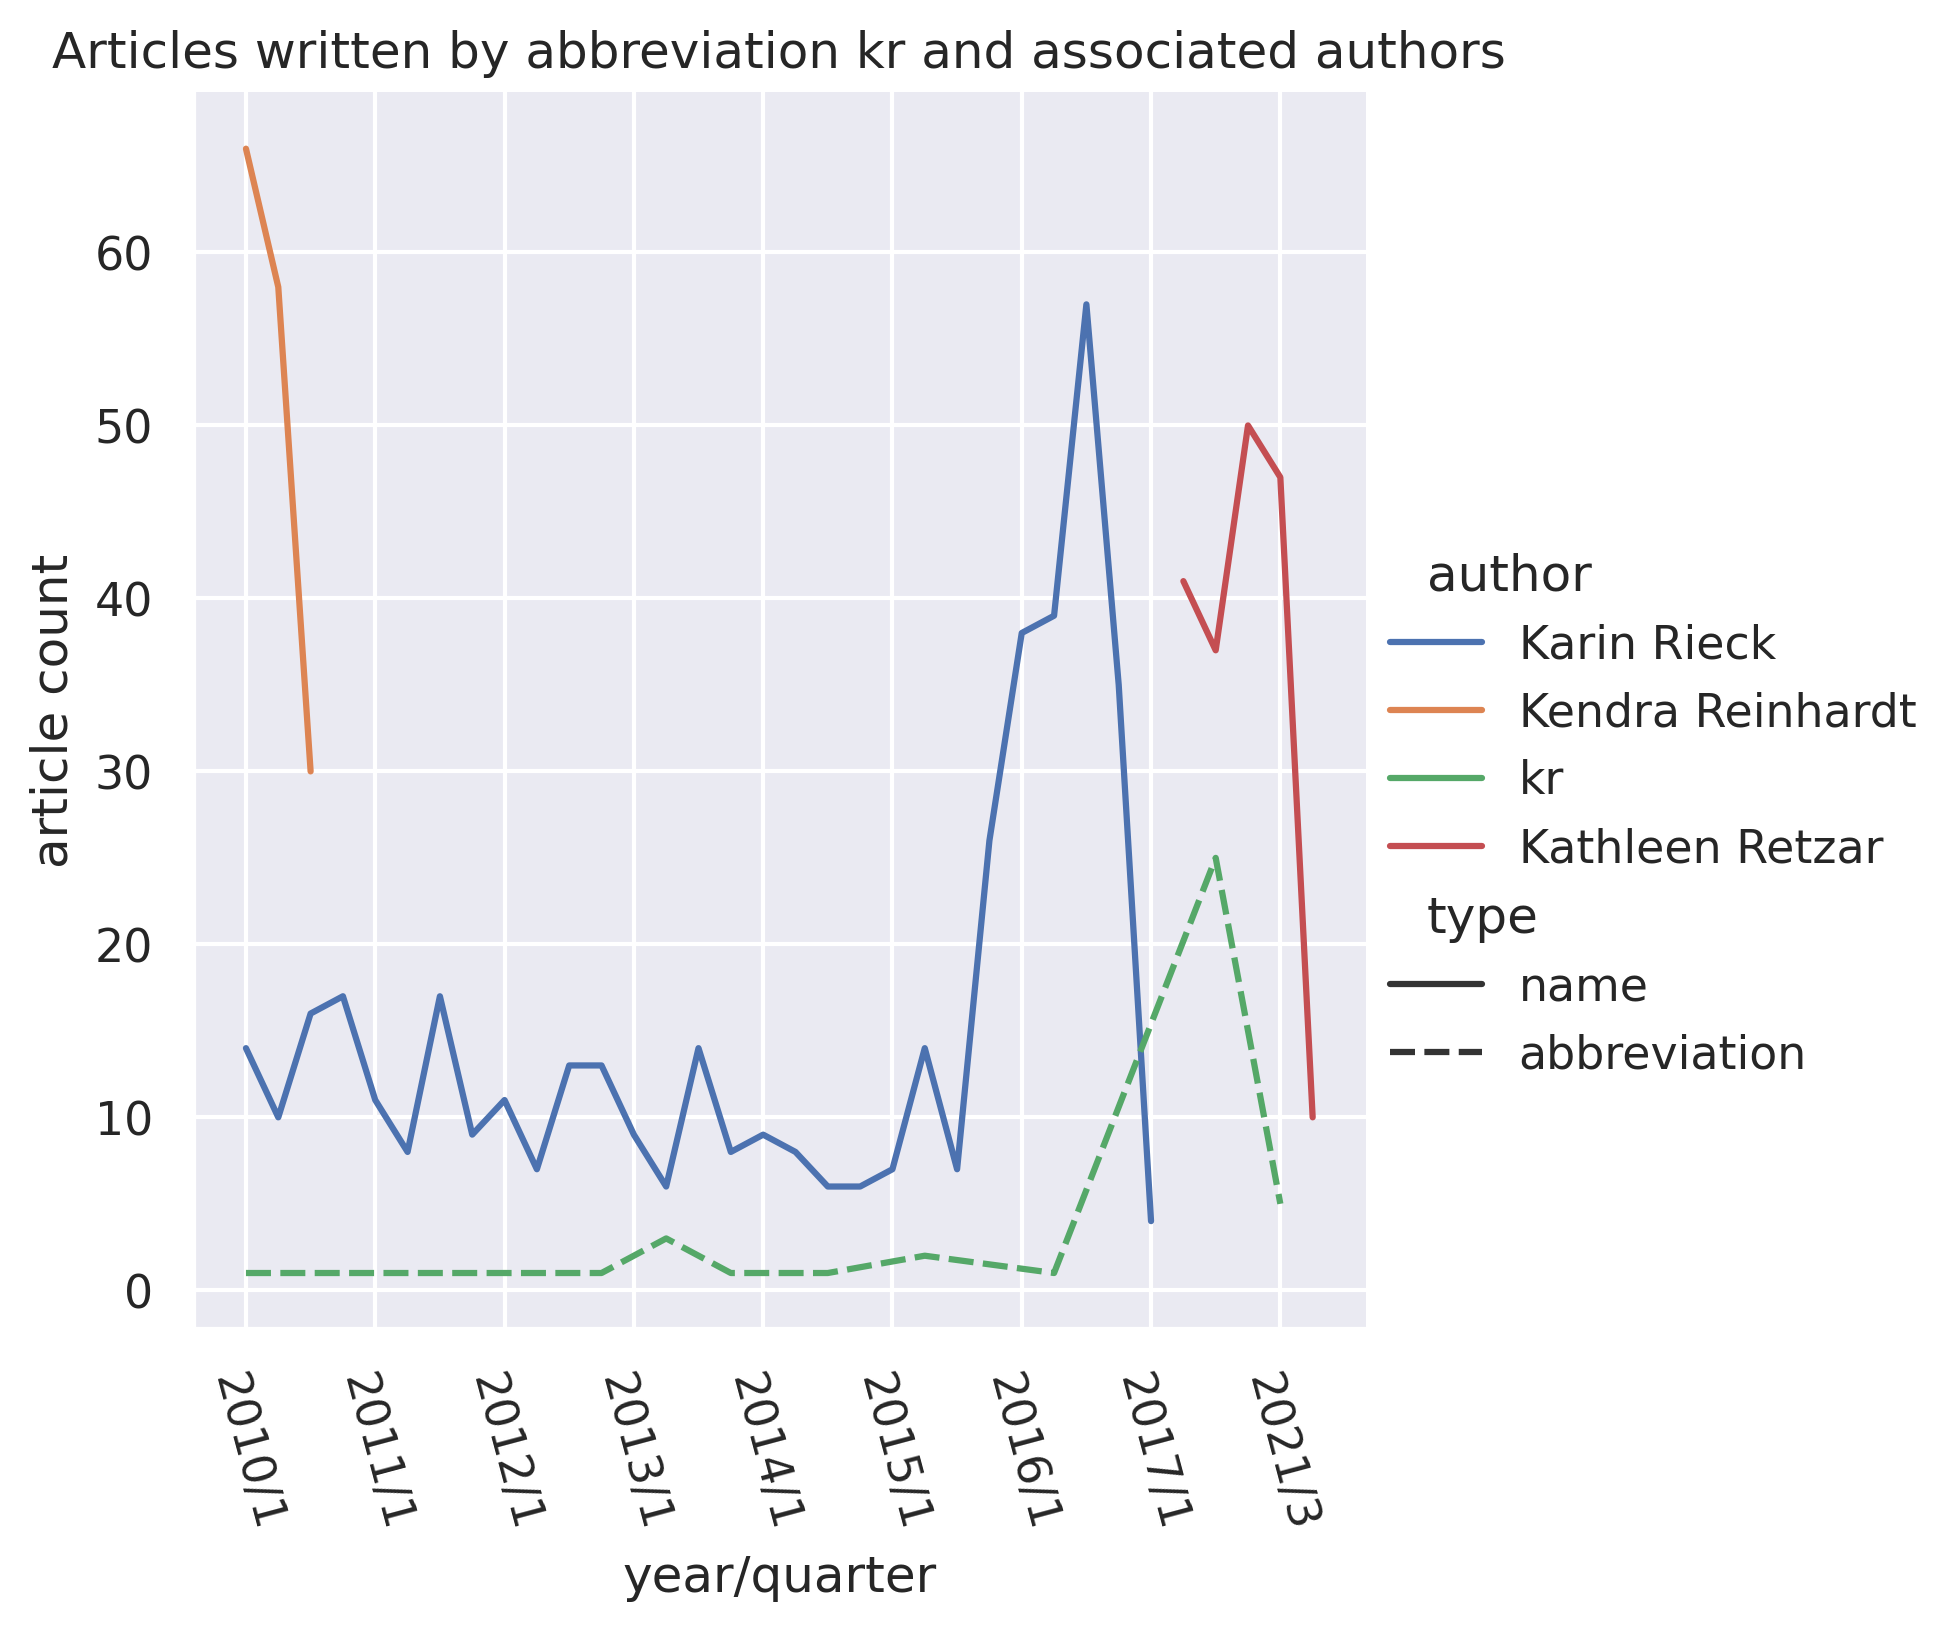 Articles written by abbreviation kr and associated authors
article count
60
50
40
30
20
10
0
2010/1
2011/1
2012/1
2013/1
2014/1
2015/1
2016/1
2017/1
2021/3
year/quarter
author
Karin Rieck
Kendra Reinhardt
kr
Kathleen Retzar
type
name
abbreviation